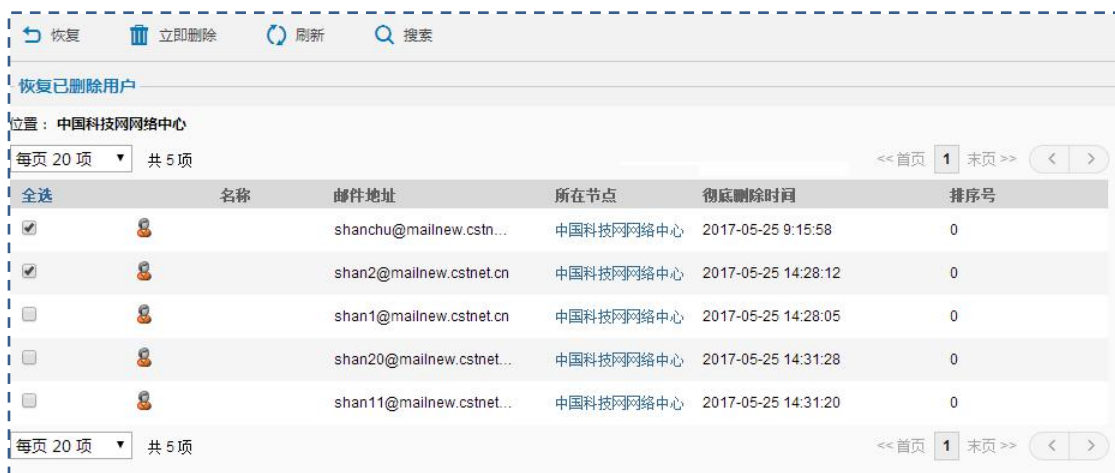 恢复 立即删除 刷新 搜索
恢复已删除用户
位置： 中国科技网网络中心
每页 20 项 共 5 项 <<首页 1 末页>> < >
全选 名称 邮件地址 所在节点 彻底删除时间 排序号
shanchu@mailnew.cstn... 中国科技网网络中心 2017-05-25 9:15:58 0
shan2@mailnew.cstnet.cn 中国科技网网络中心 2017-05-25 14:28:12 0
shan1@mailnew.cstnet.cn 中国科技网网络中心 2017-05-25 14:28:05 0
shan20@mailnew.cstnet... 中国科技网网络中心 2017-05-25 14:31:28 0
shan11@mailnew.cstnet... 中国科技网网络中心 2017-05-25 14:31:20 0
每页 20 项 共 5 项 <<首页 1 末页>> < >